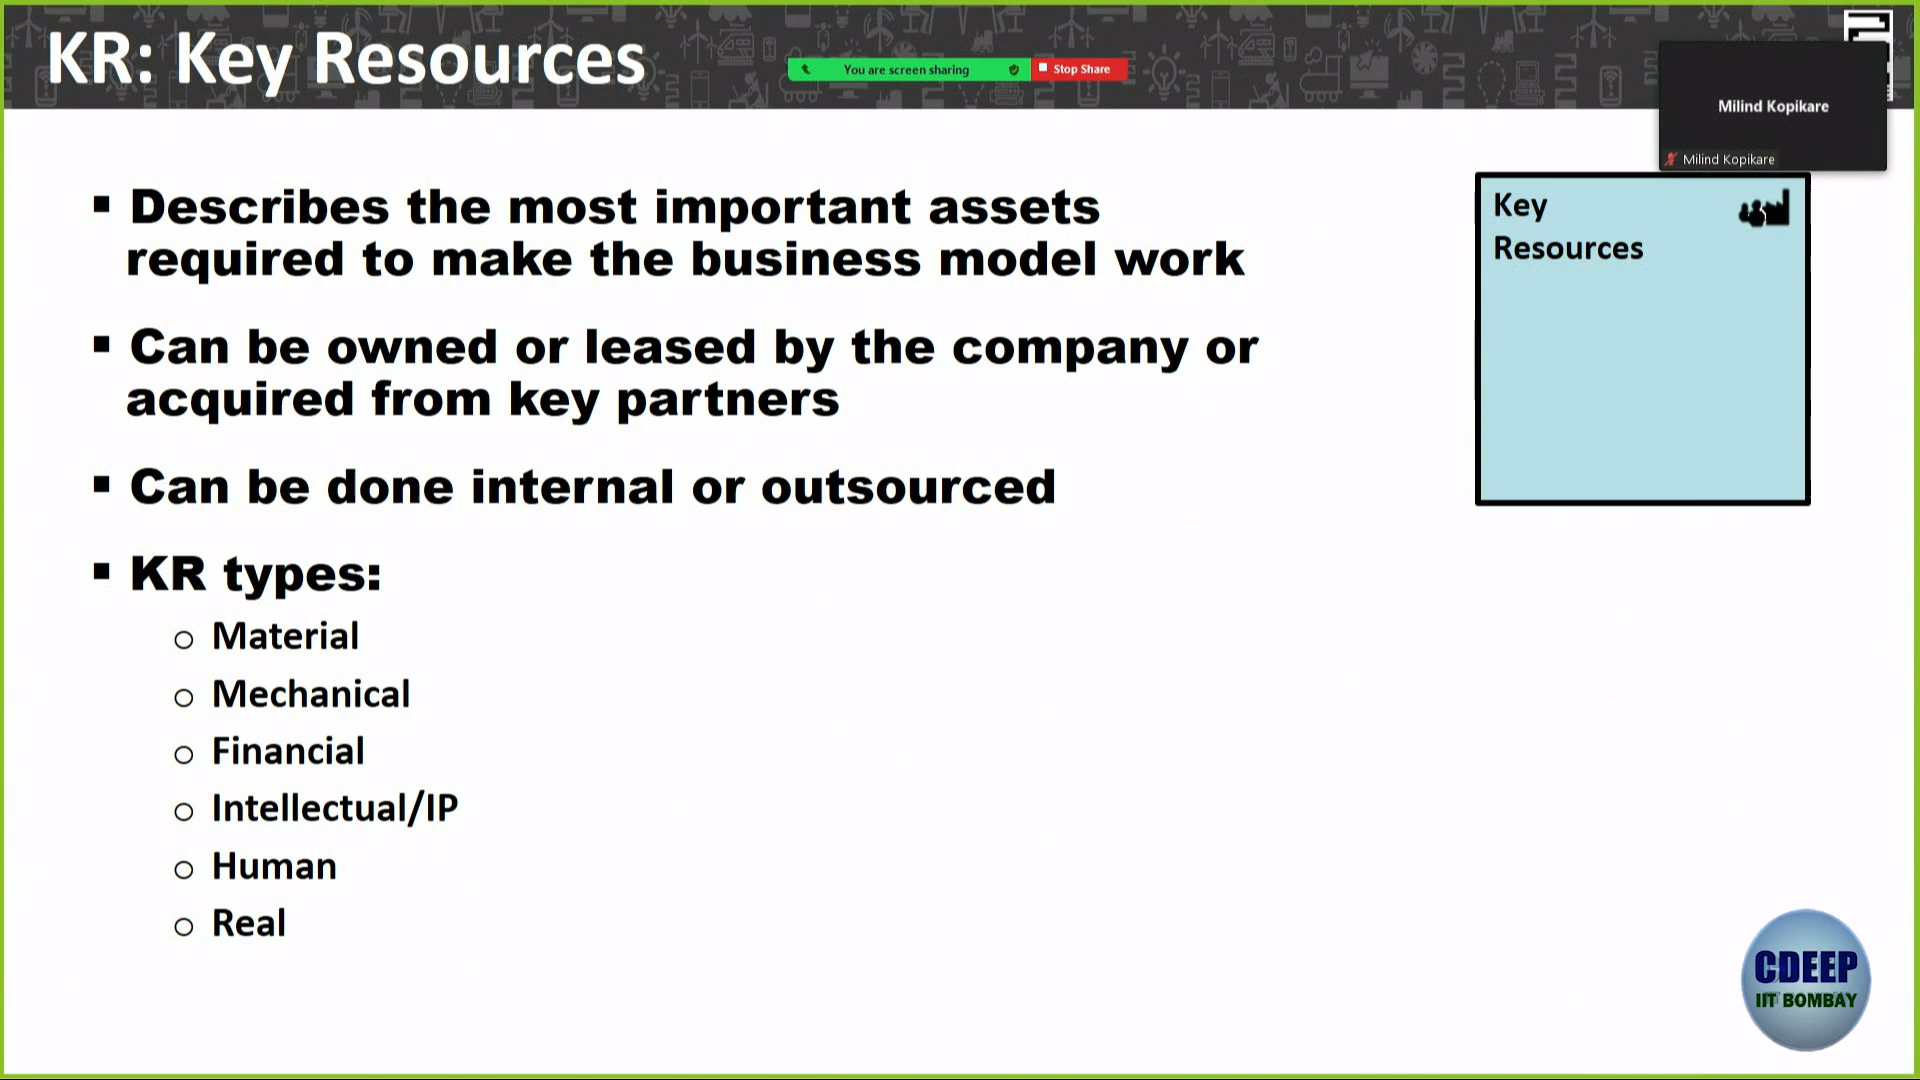 KR: Key Resources
You are screen sharing
Stop Share
Milind Kopikare
Milind Kopikare
▪ Describes the most important assets
required to make the business model work
▪ Can be owned or leased by the company or
acquired from key partners
▪ Can be done internal or outsourced
▪ KR types:
o Material
o Mechanical
o Financial
o Intellectual/IP
o Human
o Real
Key
Resources
CDEEP
IIT BOMBAY